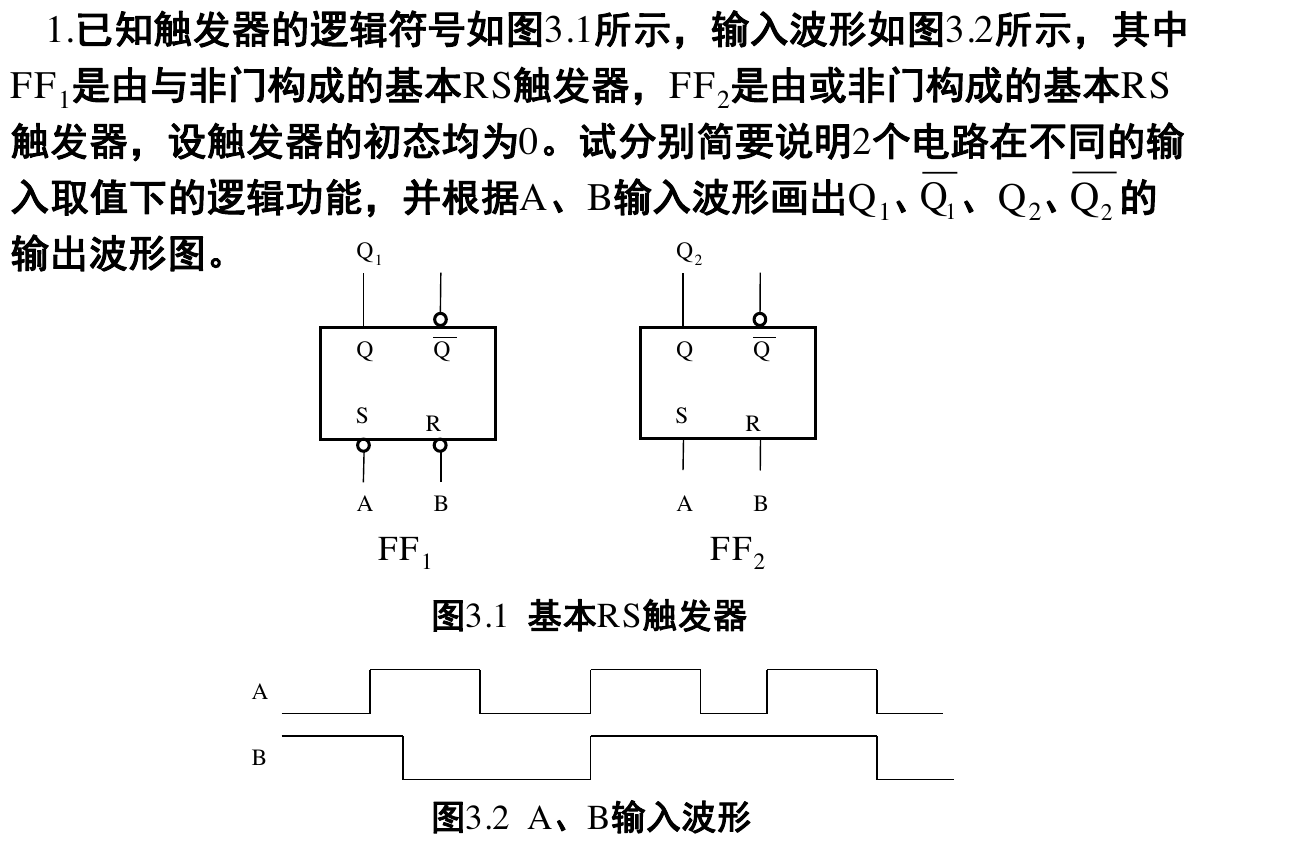 1.已知触发器的逻辑符号如图3.1所示，输入波形如图3.2所示，其中
FF₁是由与非门构成的基本RS触发器，FF₂是由或非门构成的基本RS
触发器，设触发器的初态均为0。试分别简要说明2个电路在不同的输
入取值下的逻辑功能，并根据A、B输入波形画出Q₁、Q̅₁、Q₂、Q̅₂的
输出波形图。
Q₁ Q₂
Q Q̅ Q Q̅
S R S R
A B A B
FF₁ FF₂
图3.1 基本RS触发器
A
B
图3.2 A、B输入波形